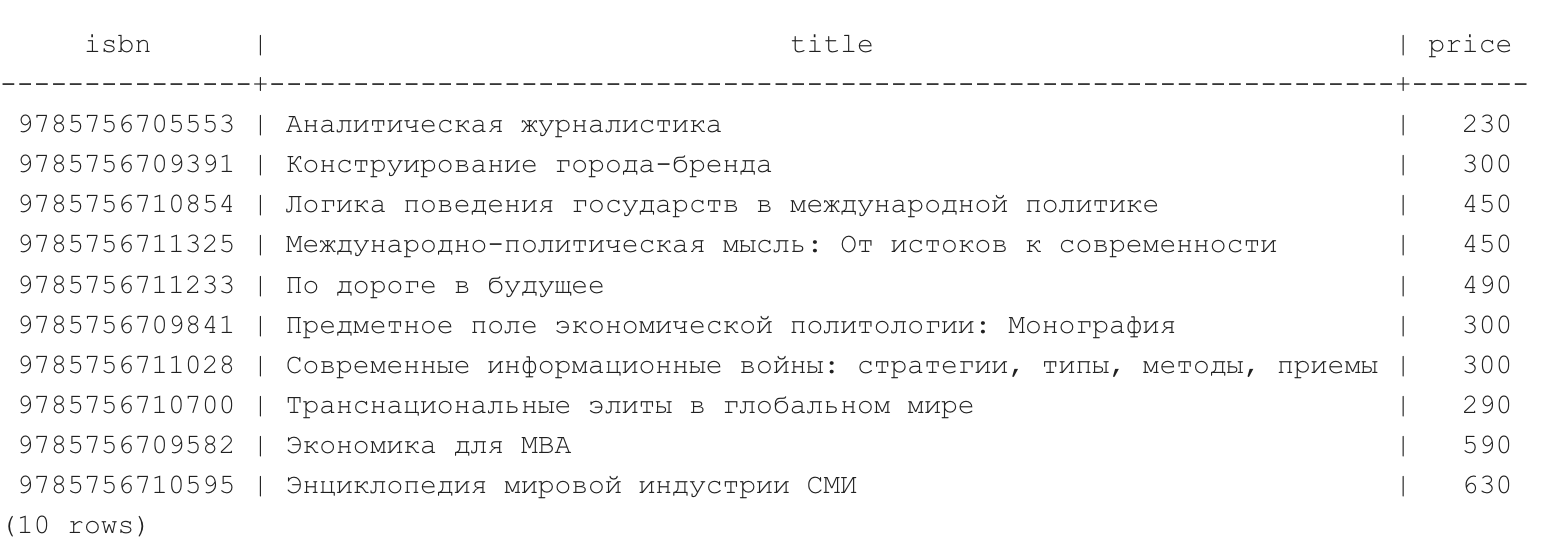 isbn | title | price
---------------+-------------------------------------------------------------------+-------
9785756705553 | Аналитическая журналистика | 230
9785756709391 | Конструирование города-бренда | 300
9785756710854 | Логика поведения государств в международной политике | 450
9785756711325 | Международно-политическая мысль: От истоков к современности | 450
9785756711233 | По дороге в будущее | 490
9785756709841 | Предметное поле экономической политологии: Монография | 300
9785756711028 | Современные информационные войны: стратегии, типы, методы, приемы | 300
9785756710700 | Транснациональные элиты в глобальном мире | 290
9785756709582 | Экономика для МВА | 590
9785756710595 | Энциклопедия мировой индустрии СМИ | 630
(10 rows)